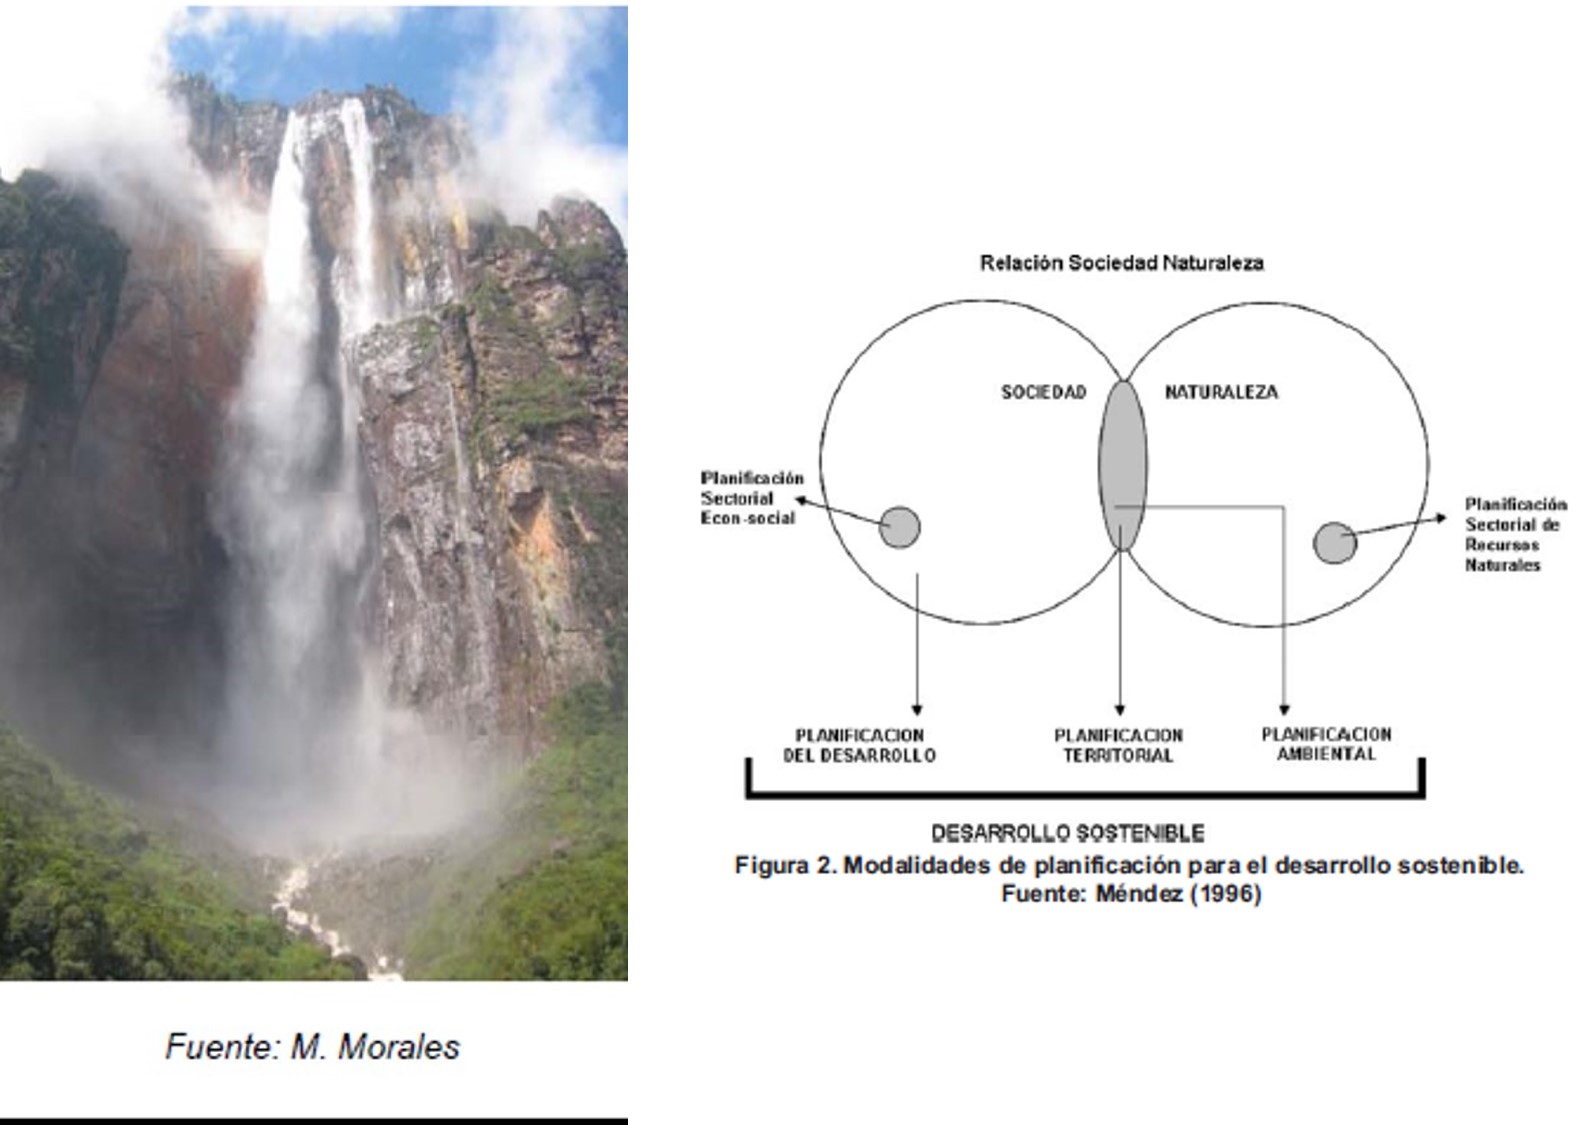 Fuente: M. Morales
Relación Sociedad Naturaleza
SOCIEDAD
NATURALEZA
Planificación
Sectorial
Econ-social
Planificación
Sectorial de
Recursos
Naturales
PLANIFICACION
DEL DESARROLLO
PLANIFICACION
TERRITORIAL
PLANIFICACION
AMBIENTAL
DESARROLLO SOSTENIBLE
Figura 2. Modalidades de planificación para el desarrollo sostenible.
Fuente: Méndez (1996)